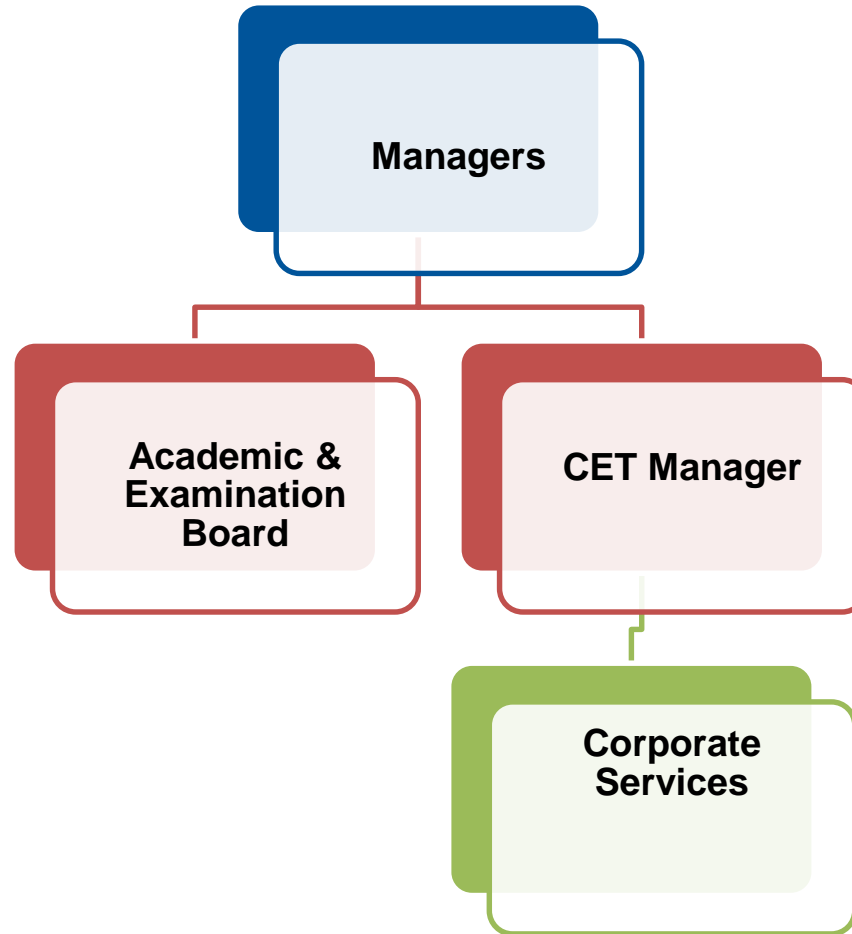 Managers
Academic &
Examination
Board
CET Manager
Corporate
Services